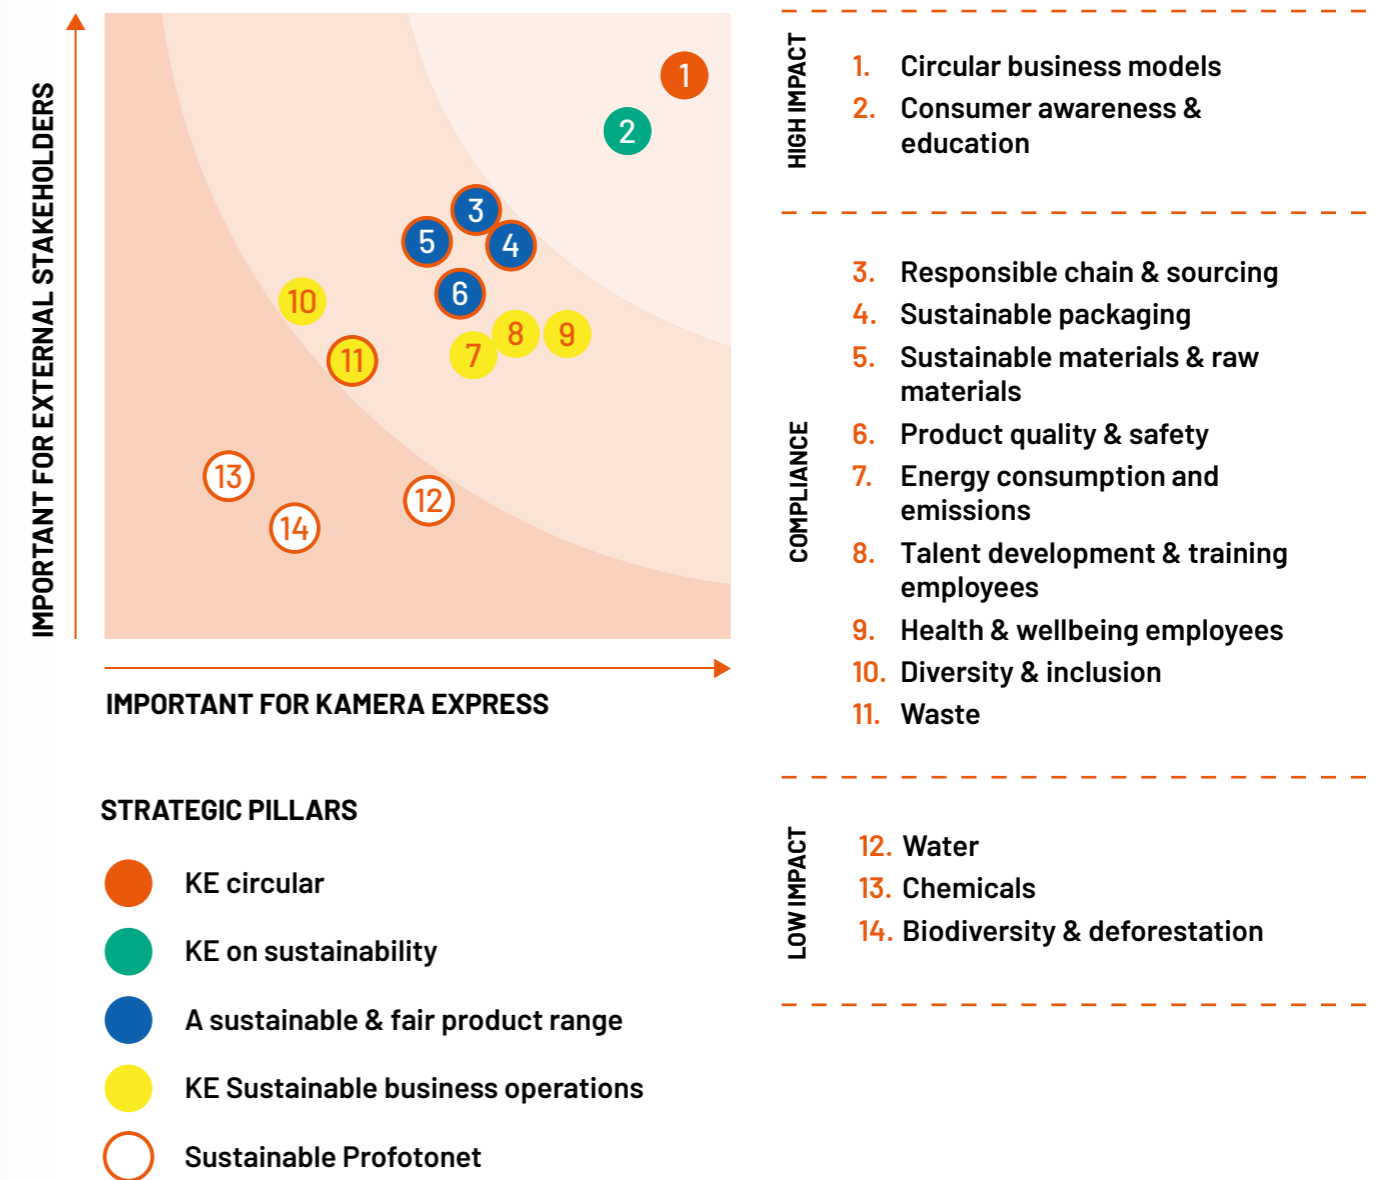 IMPORTANT FOR EXTERNAL STAKEHOLDERS
1
2
3
5
4
6
10
8
9
7
11
13
12
14
IMPORTANT FOR KAMERA EXPRESS
STRATEGIC PILLARS
KE circular
KE on sustainability
A sustainable & fair product range
KE Sustainable business operations
Sustainable Profotonet
HIGH IMPACT
1. Circular business models
2. Consumer awareness &
education
COMPLIANCE
3. Responsible chain & sourcing
4. Sustainable packaging
5. Sustainable materials & raw
materials
6. Product quality & safety
7. Energy consumption and
emissions
8. Talent development & training
employees
9. Health & wellbeing employees
10. Diversity & inclusion
11. Waste
LOW IMPACT
12. Water
13. Chemicals
14. Biodiversity & deforestation